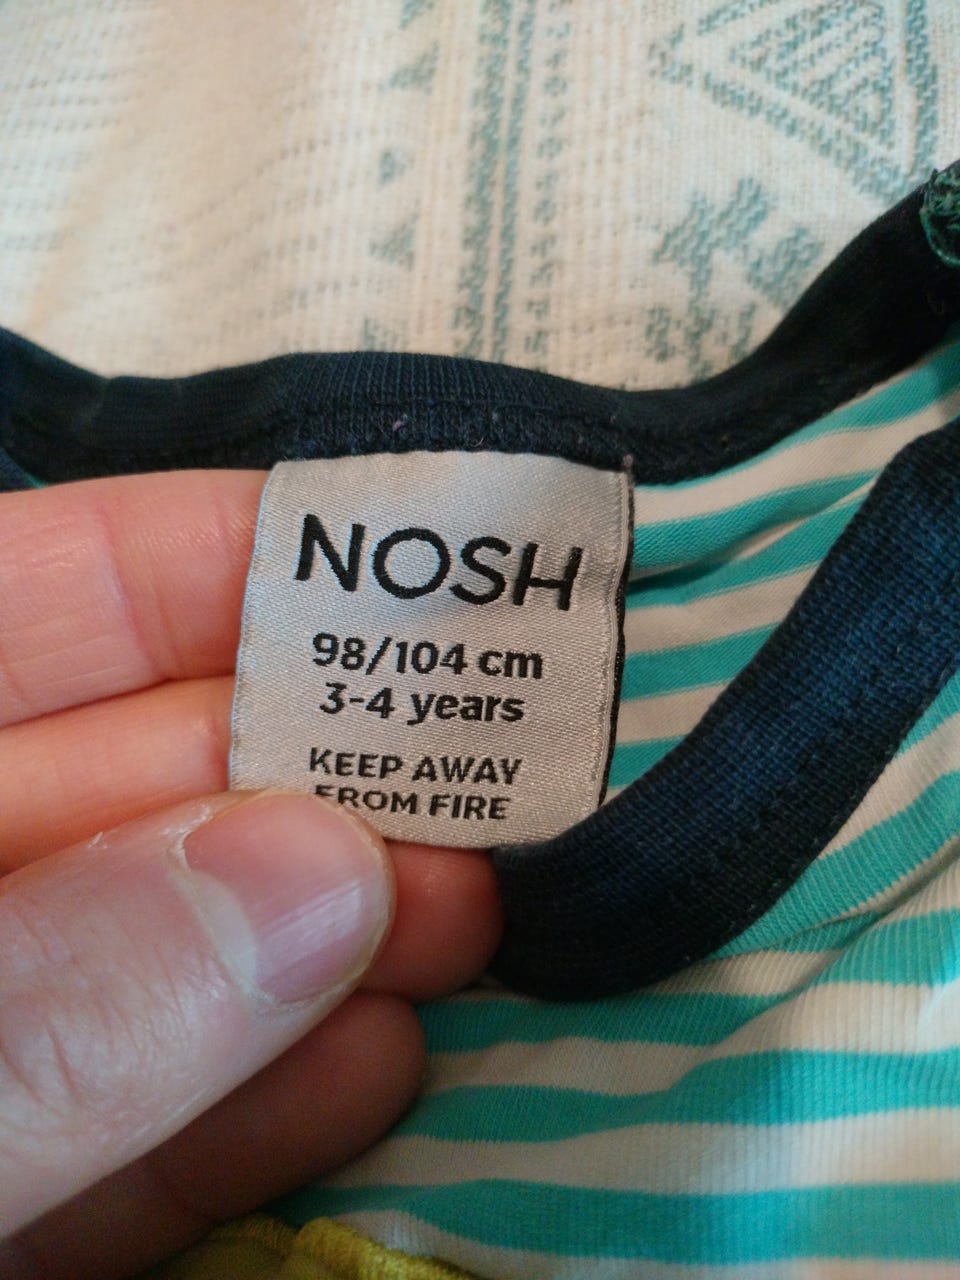 NOSH
98/104 cm
3-4 years
KEEP AWAY
FROM FIRE